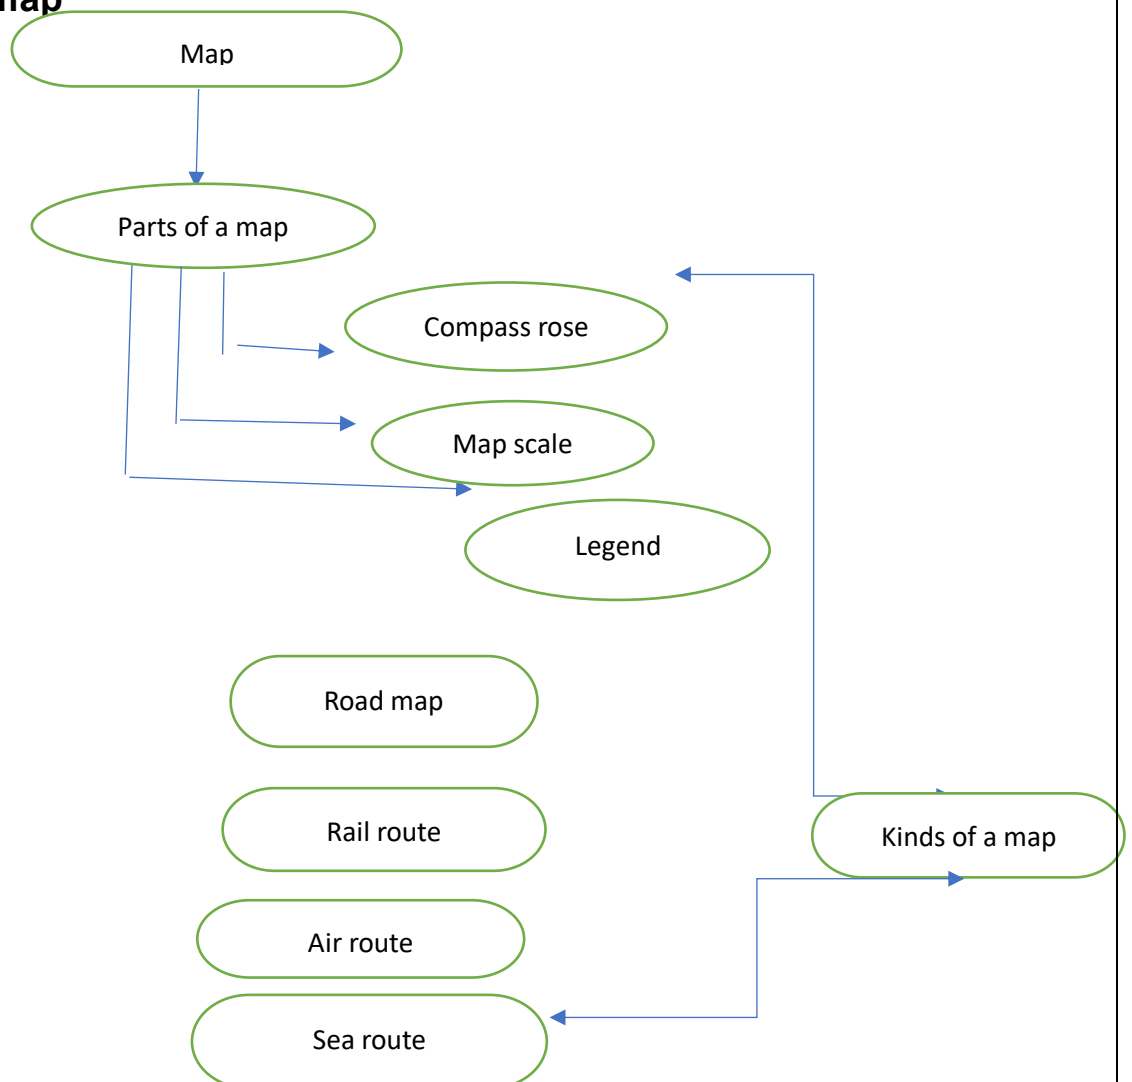 map
Map
Parts of a map
Compass rose
Map scale
Legend
Road map
Rail route
Kinds of a map
Air route
Sea route